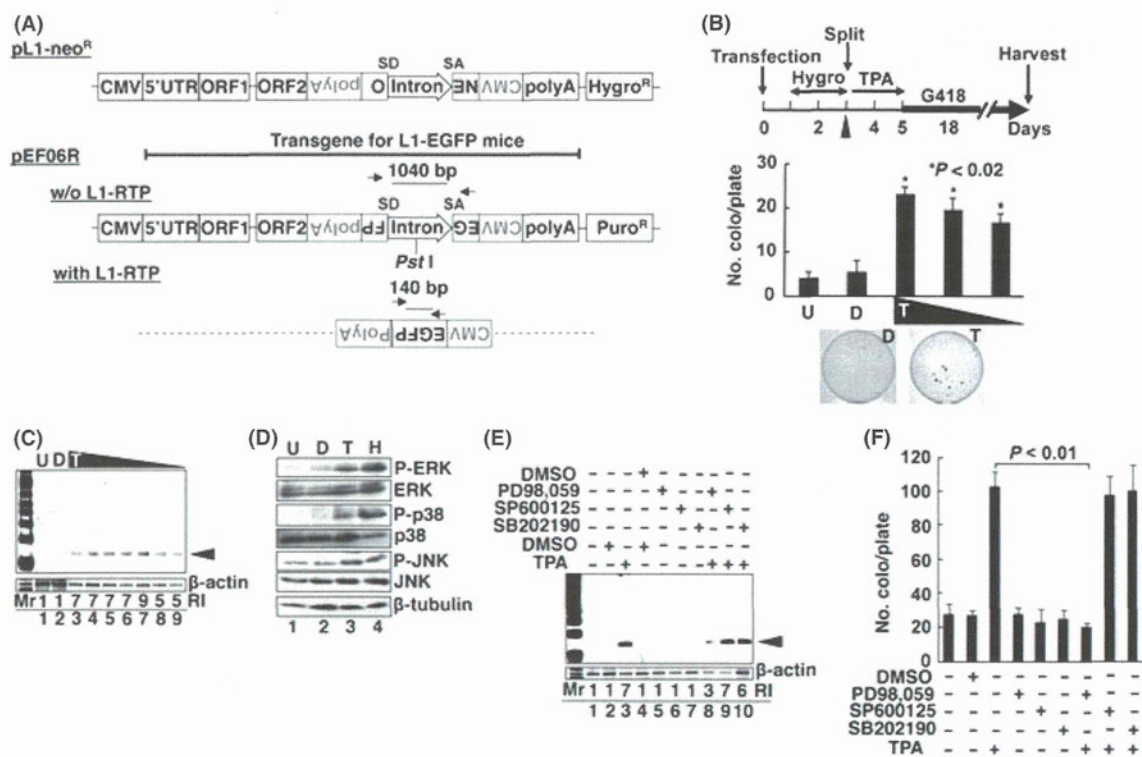 (A)
pL1-neoR
SD SA
CMV 5'UTR ORF1 ORF2 polyA O Intron NE CMV polyA HygroR
Transgene for L1-EGFP mice
pEF06R
1040 bp
w/o L1-RTP
SD SA
CMV 5'UTR ORF1 ORF2 polyA FP Intron EG CMV polyA PuroR
Pst I
with L1-RTP
140 bp
PolyA EGFP CMV
(B)
Split
Transfection Harvest
Hygro TPA
G418
0 2 4 5 18 Days
*P < 0.02
No. colo/plate
30
20
10
0
* * *
U D T
D T
(C)
U D T
β-actin
Mr 1 1 7 7 7 7 9 5 5 RI
1 2 3 4 5 6 7 8 9
(D)
U D T H
P-ERK
ERK
P-p38
p38
P-JNK
JNK
β-tubulin
1 2 3 4
(E)
DMSO - - - + - - - - - -
PD98,059 - - - - + - - + - -
SP600125 - - - - - + - - + -
SB202190 - - - - - - + - - +
DMSO - + - + - - - - - -
TPA - - + - - - - + + +
β-actin
Mr 1 1 7 1 1 1 1 3 7 6 RI
1 2 3 4 5 6 7 8 9 10
(F)
P < 0.01
No. colo/plate
120
100
80
60
40
20
0
DMSO - + - - - - - - -
PD98,059 - - - + - - + - -
SP600125 - - - - + - - + -
SB202190 - - - - - + - - +
TPA - - + - - - + + +